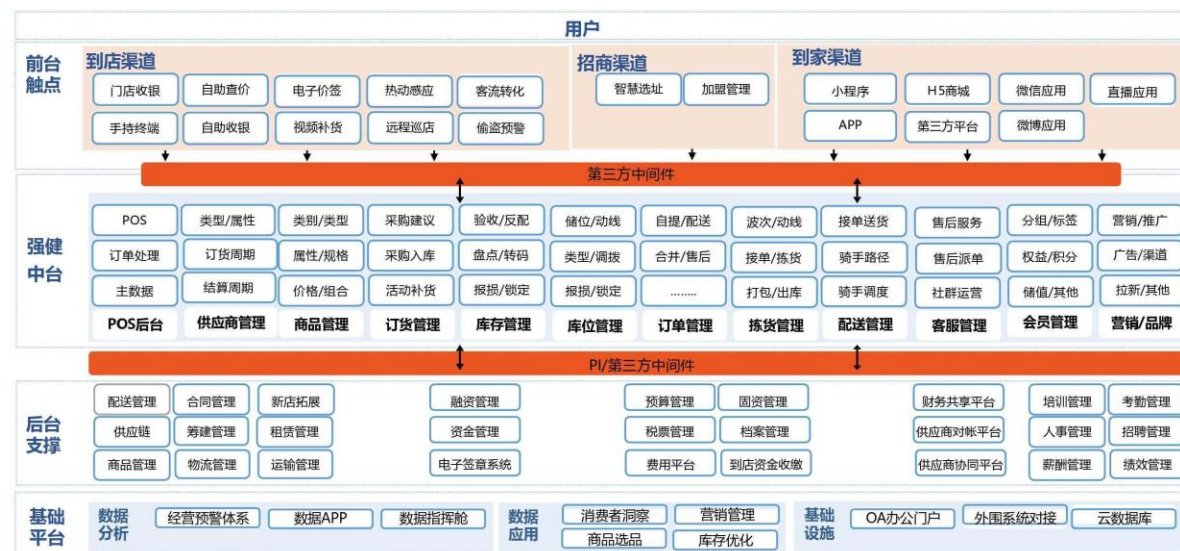 用户
前台触点
到店渠道
门店收银 自助查价 电子价签 热动感应 客流转化
手持终端 自助收银 视频补货 远程巡店 偷盗预警
招商渠道
智慧选址 加盟管理
到家渠道
小程序 H5商城 微信应用 直播应用
APP 第三方平台 微博应用
第三方中间件
强健中台
POS 类型/属性 类别/类型 采购建议 验收/反配 储位/动线 自提/配送 波次/动线 接单送货 售后服务 分组/标签 营销/推广
订单处理 订货周期 属性/规格 采购入库 盘点/转码 类型/调拨 合并/售后 接单/拣货 骑手路径 售后派单 权益/积分 广告/渠道
主数据 结算周期 价格/组合 活动补货 报损/锁定 报损/锁定 ........ 打包/出库 骑手调度 社群运营 储值/其他 拉新/其他
POS后台 供应商管理 商品管理 订货管理 库存管理 库位管理 订单管理 拣货管理 配送管理 客服管理 会员管理 营销/品牌
PI/第三方中间件
后台支撑
配送管理 合同管理 新店拓展 融资管理 预算管理 固资管理 财务共享平台 培训管理 考勤管理
供应链 筹建管理 租赁管理 资金管理 税票管理 档案管理 供应商对帐平台 人事管理 招聘管理
商品管理 物流管理 运输管理 电子签章系统 费用平台 到店资金收缴 供应商协同平台 薪酬管理 绩效管理
基础平台
数据分析
经营预警体系 数据APP 数据指挥舱
数据应用
消费者洞察 营销管理
商品选品 库存优化
基础设施
OA办公门户 外围系统对接 云数据库